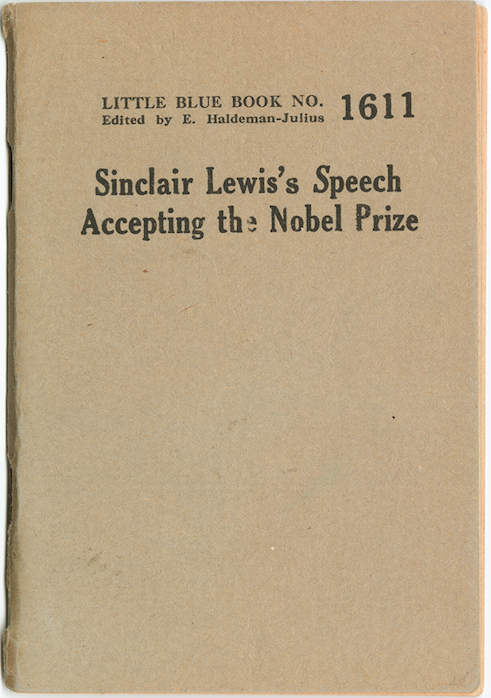 LITTLE BLUE BOOK NO. 1611
Edited by E. Haldeman-Julius
Sinclair Lewis's Speech
Accepting the Nobel Prize